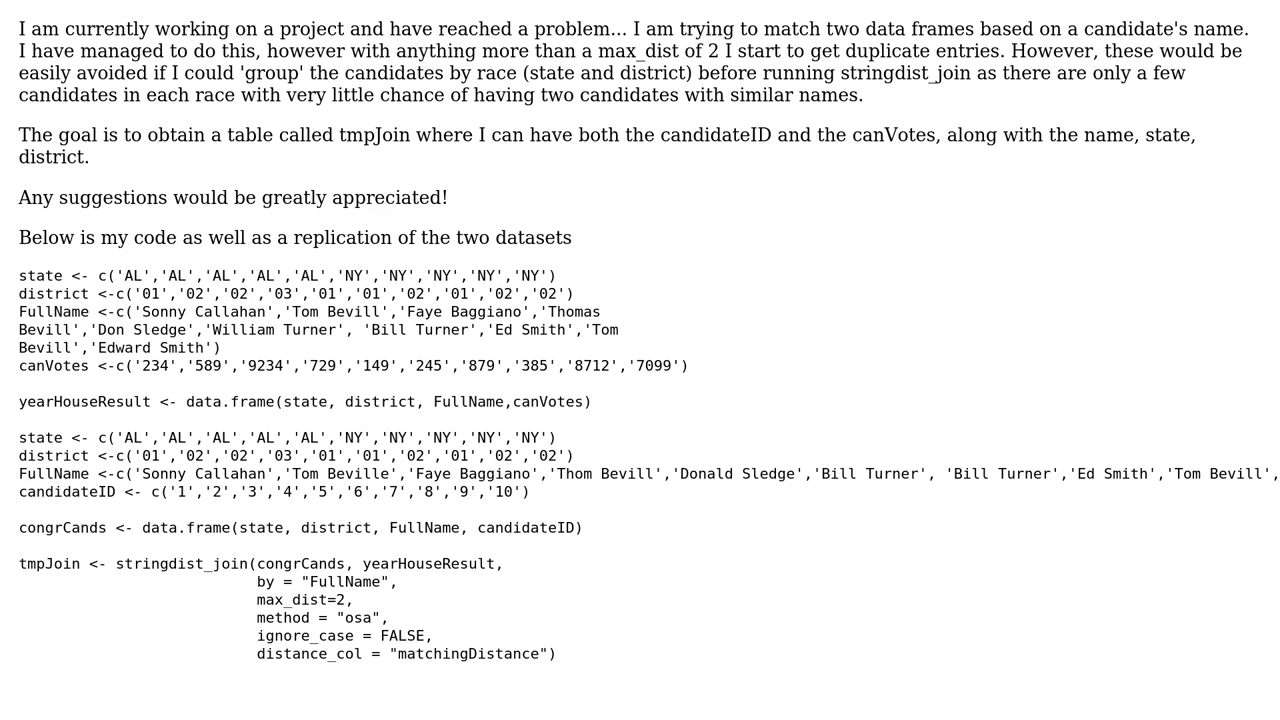 I am currently working on a project and have reached a problem... I am trying to match two data frames based on a candidate's name.
I have managed to do this, however with anything more than a max_dist of 2 I start to get duplicate entries. However, these would be
easily avoided if I could 'group' the candidates by race (state and district) before running stringdist_join as there are only a few
candidates in each race with very little chance of having two candidates with similar names.
The goal is to obtain a table called tmpJoin where I can have both the candidateID and the canVotes, along with the name, state,
district.
Any suggestions would be greatly appreciated!
Below is my code as well as a replication of the two datasets
state <- c('AL','AL','AL','AL','AL','NY','NY','NY','NY','NY')
district <-c('01','02','02','03','01','01','02','01','02','02')
FullName <-c('Sonny Callahan','Tom Bevill','Faye Baggiano','Thomas
Bevill','Don Sledge','William Turner', 'Bill Turner','Ed Smith','Tom
Bevill','Edward Smith')
canVotes <-c('234','589','9234','729','149','245','879','385','8712','7099')
yearHouseResult <- data.frame(state, district, FullName,canVotes)
state <- c('AL','AL','AL','AL','AL','NY','NY','NY','NY','NY')
district <-c('01','02','02','03','01','01','02','01','02','02')
FullName <-c('Sonny Callahan','Tom Beville','Faye Baggiano','Thom Bevill','Donald Sledge','Bill Turner', 'Bill Turner','Ed Smith','Tom Bevill',
candidateID <- c('1','2','3','4','5','6','7','8','9','10')
congrCands <- data.frame(state, district, FullName, candidateID)
tmpJoin <- stringdist_join(congrCands, yearHouseResult,
by = "FullName",
max_dist=2,
method = "osa",
ignore_case = FALSE,
distance_col = "matchingDistance")